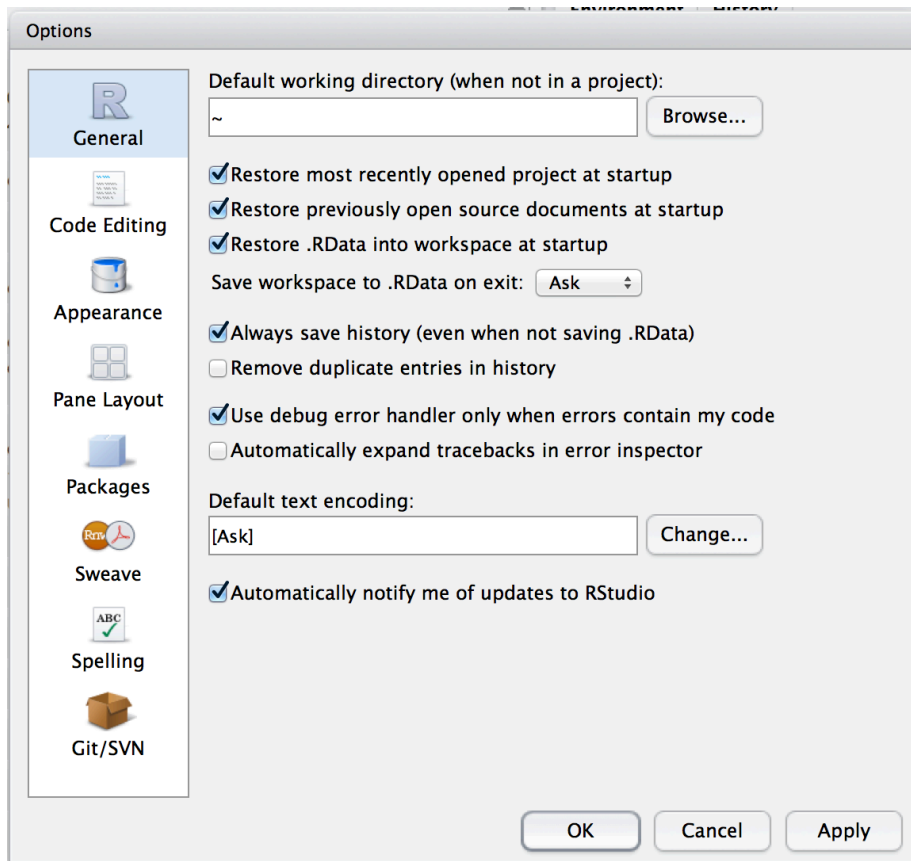 Environment History
Options
General
Code Editing
Appearance
Pane Layout
Packages
Rnw
Sweave
ABC
Spelling
Git/SVN
Default working directory (when not in a project):
~
Browse...
Restore most recently opened project at startup
Restore previously open source documents at startup
Restore .RData into workspace at startup
Save workspace to .RData on exit: Ask
Always save history (even when not saving .RData)
Remove duplicate entries in history
Use debug error handler only when errors contain my code
Automatically expand tracebacks in error inspector
Default text encoding:
[Ask]
Change...
Automatically notify me of updates to RStudio
OK Cancel Apply